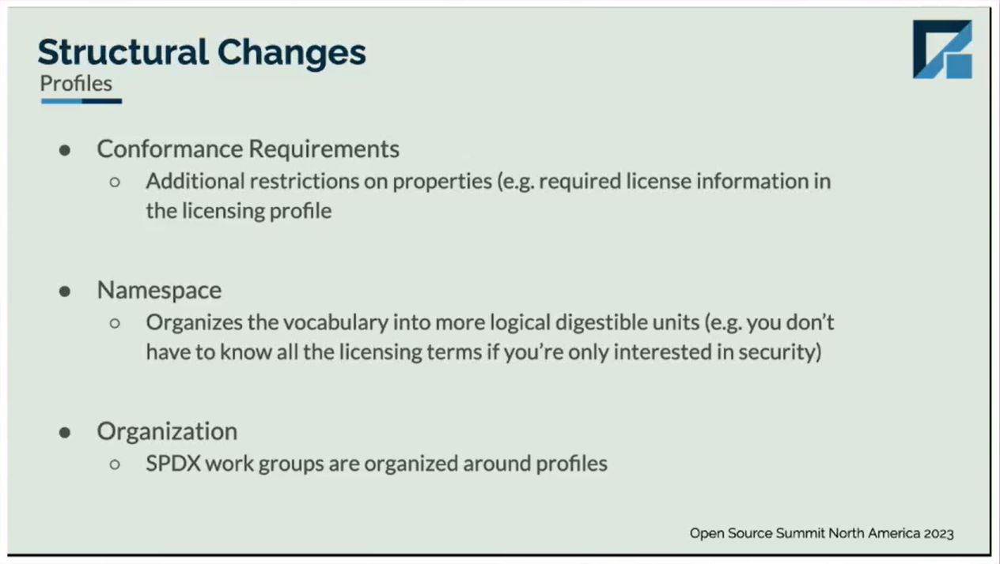 Structural Changes
Profiles
● Conformance Requirements
○ Additional restrictions on properties (e.g. required license information in
the licensing profile
● Namespace
○ Organizes the vocabulary into more logical digestible units (e.g. you don't
have to know all the licensing terms if you're only interested in security)
● Organization
○ SPDX work groups are organized around profiles
Open Source Summit North America 2023